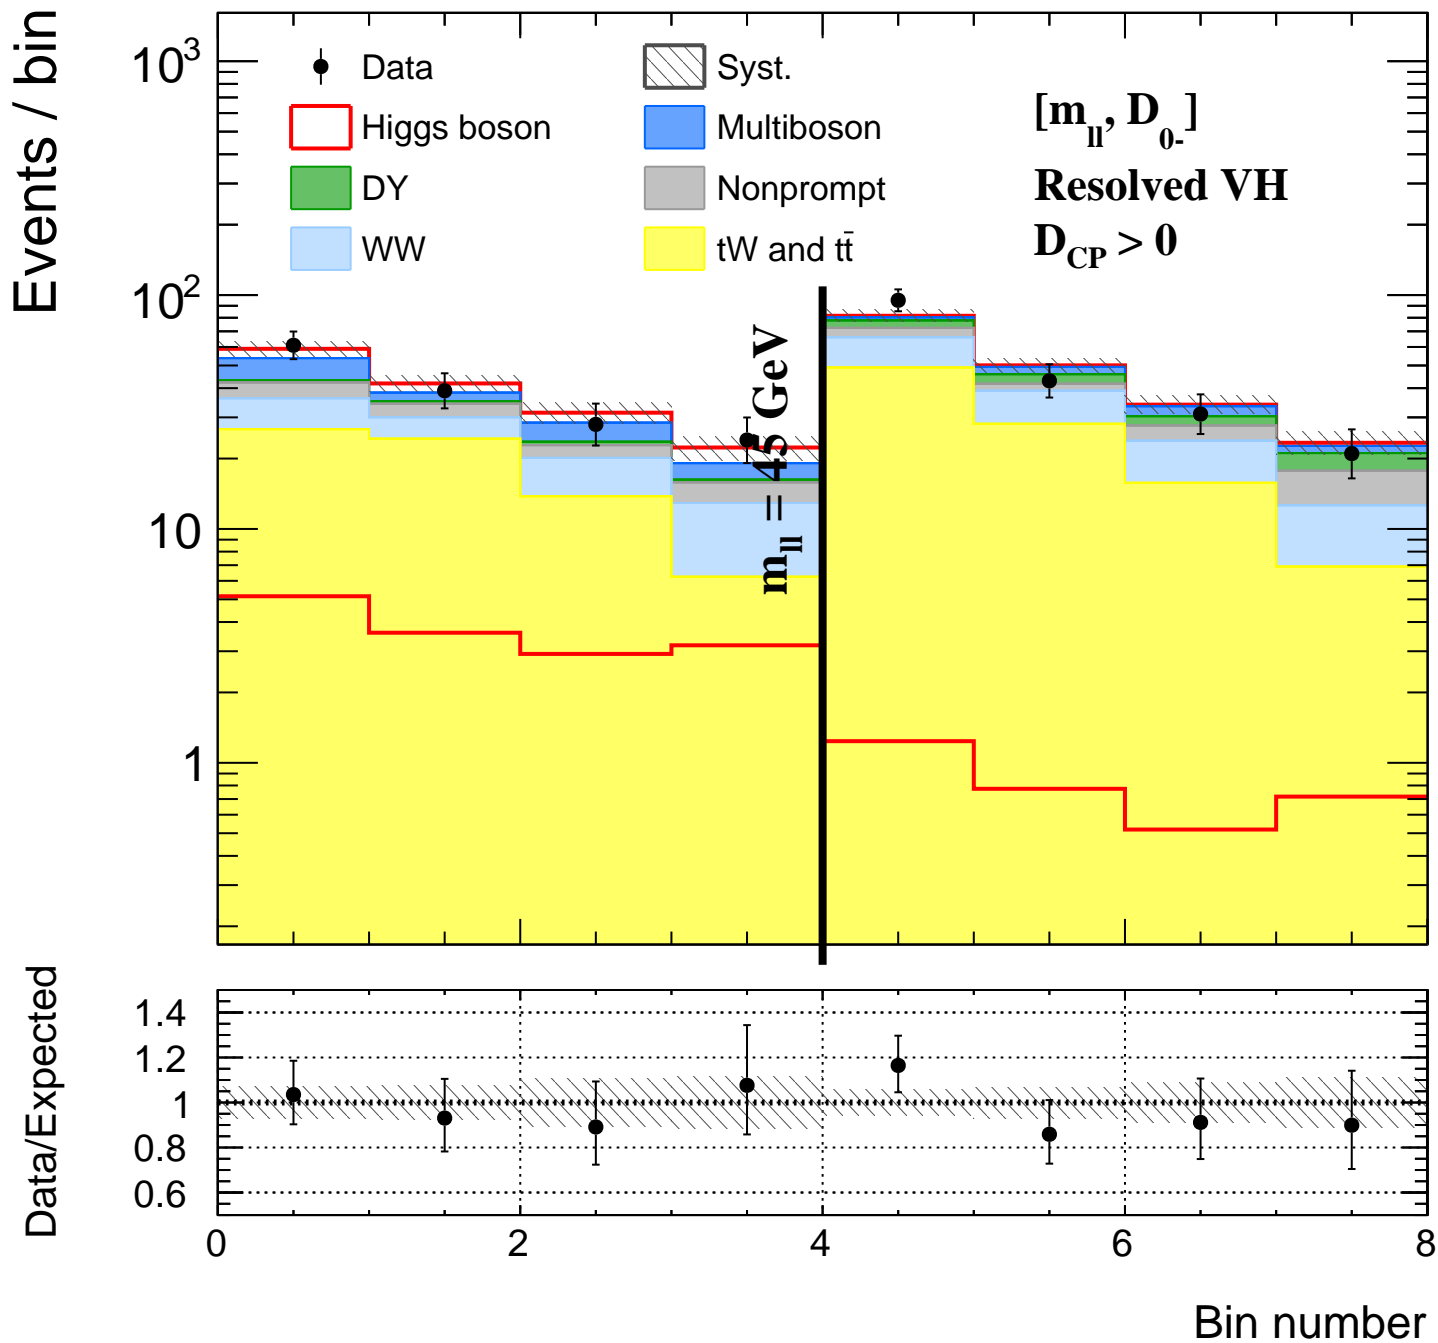 Events / bin
10³
10²
10
1
Data
Syst.
Higgs boson
Multiboson
DY
Nonprompt
WW
tW and tt̄
[m_ll, D_0-]
Resolved VH
D_CP > 0
m_ll = 45 GeV
Data/Expected
1.4
1.2
1
0.8
0.6
0 2 4 6 8
Bin number